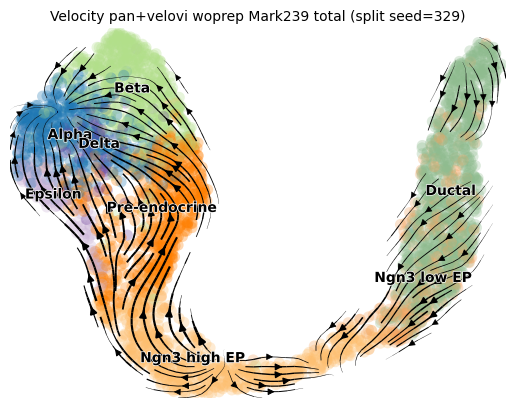 Velocity pan+velovi woprep Mark239 total (split seed=329)
Beta
Alpha
Delta
Ductal
Epsilon
Pre-endocrine
Ngn3 low EP
Ngn3 high EP